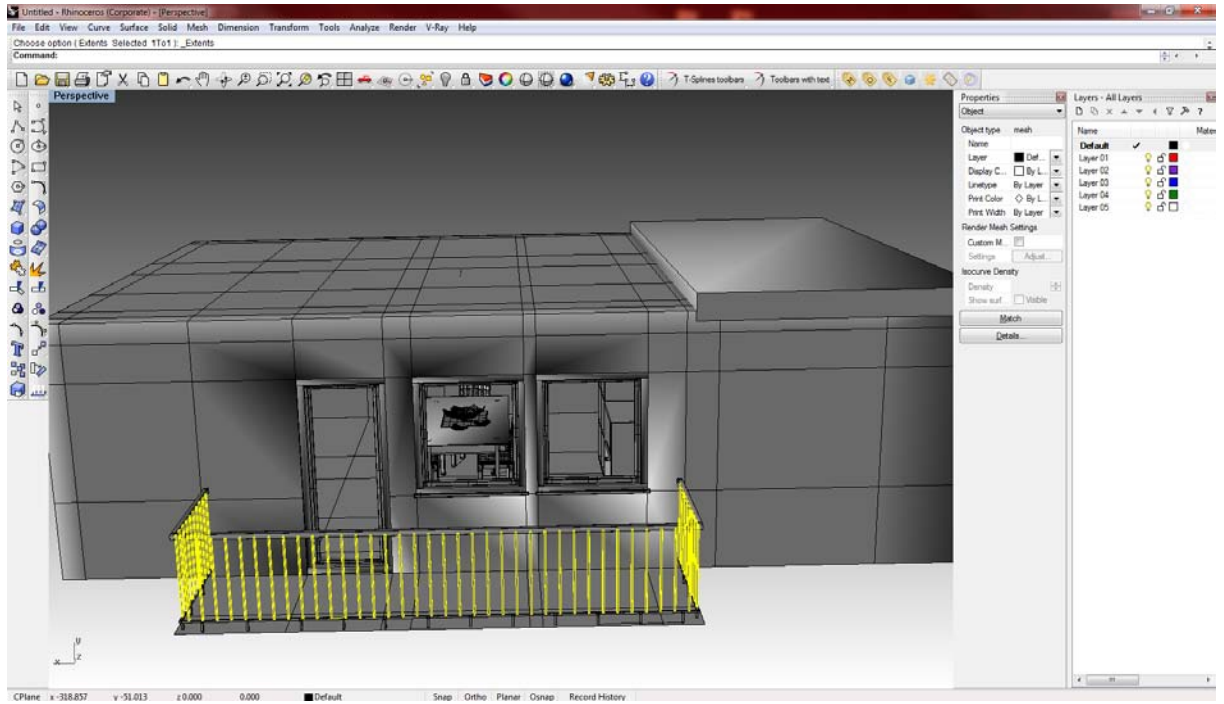 Untitled - Rhinoceros (Corporate) - [Perspective]
File Edit View Curve Surface Solid Mesh Dimension Transform Tools Analyze Render V-Ray Help
Choose option ( Extents Selected 1To1 ): _Extents
Command:
T-Splines toolbars Toolbars with text
Perspective
Properties
Object
Object type mesh
Name
Layer Def...
Display C... By L...
Linetype By Layer
Print Color By L...
Print Width By Layer
Render Mesh Settings
Custom M...
Settings Adjust...
Isocurve Density
Density
Show surf... Visible
Match
Details...
Layers - All Layers
Name Mater
Default
Layer 01
Layer 02
Layer 03
Layer 04
Layer 05
y
x z
CPlane x -318.857 y -51.013 z 0.000 0.000 Default Snap Ortho Planar Osnap Record History